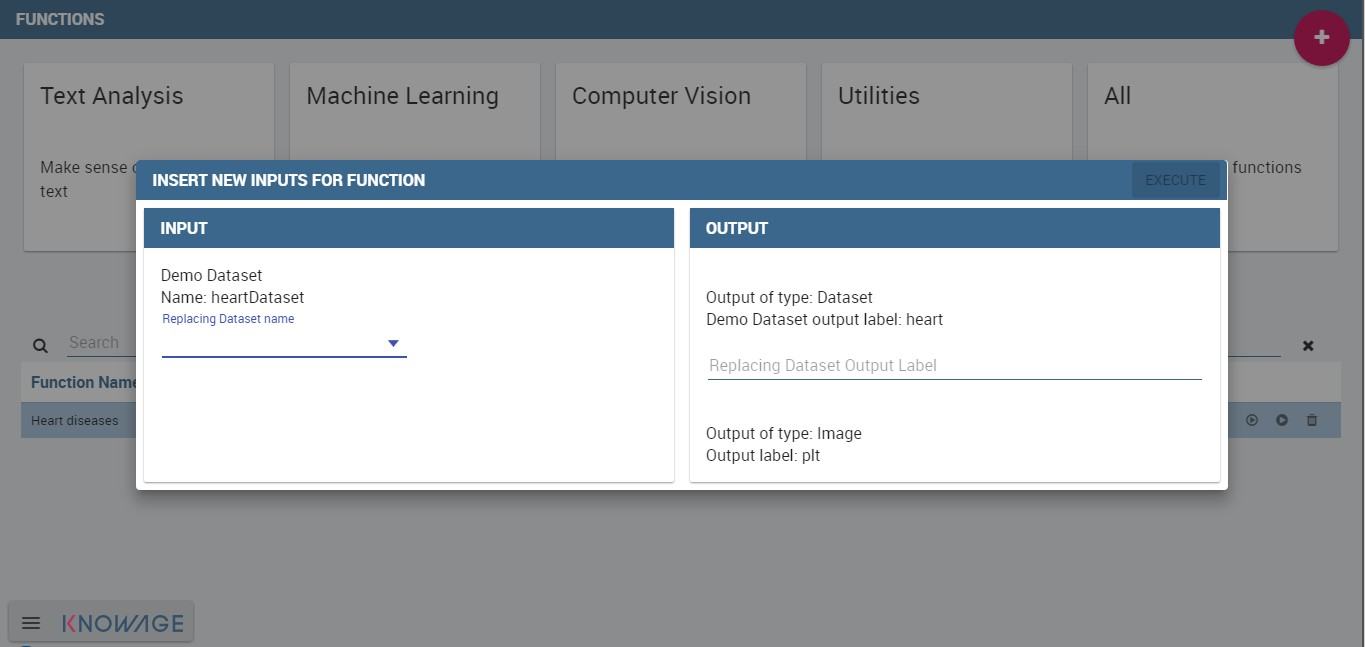 FUNCTIONS
+
Text Analysis
Machine Learning
Computer Vision
Utilities
All
Make sense
text
functions
INSERT NEW INPUTS FOR FUNCTION
EXECUTE
INPUT
Demo Dataset
Name: heartDataset
Replacing Dataset name
OUTPUT
Output of type: Dataset
Demo Dataset output label: heart
Replacing Dataset Output Label
Output of type: Image
Output label: plt
Search
Function Name
Heart diseases
KNOWAGE